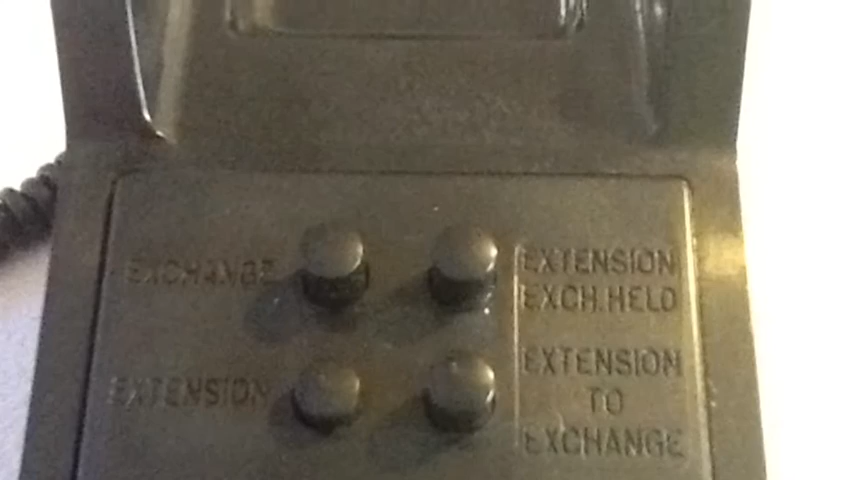 EXCHANGE
EXTENSION
EXCH.HELD
EXTENSION
EXTENSION
TO
EXCHANGE